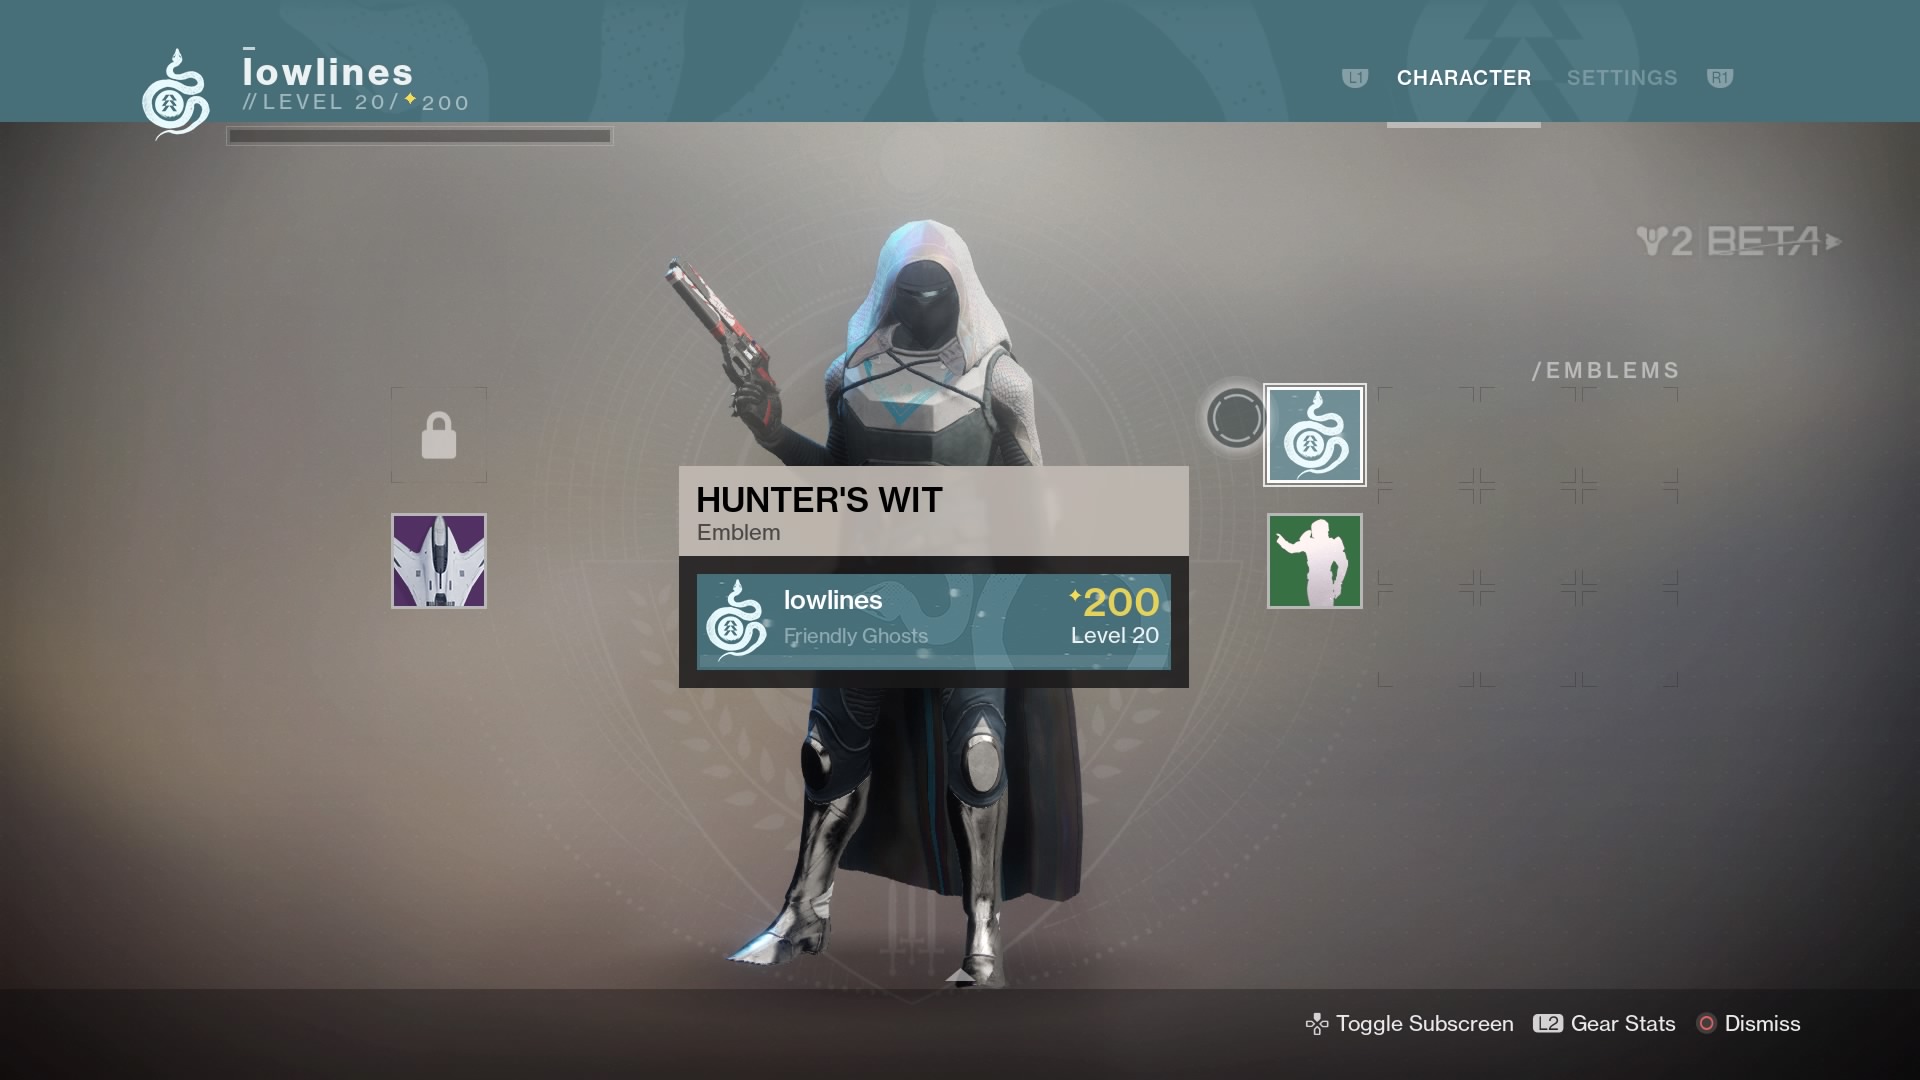 lowlines
//LEVEL 20/✦200
L1 CHARACTER SETTINGS R1
2 BETA
/EMBLEMS
HUNTER'S WIT
Emblem
lowlines ✦200
Friendly Ghosts Level 20
Toggle Subscreen L2 Gear Stats Dismiss